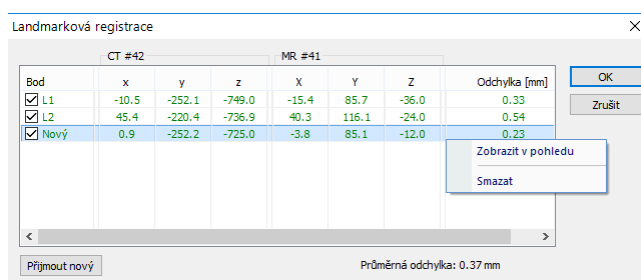 Landmarková registrace
CT #42 MR #41
Bod x y z X Y Z Odchylka [mm]
L1 -10.5 -252.1 -749.0 -15.4 85.7 -36.0 0.33
L2 45.4 -220.4 -736.9 40.3 116.1 -24.0 0.54
Nový 0.9 -252.2 -725.0 -3.8 85.1 -12.0 0.23
OK
Zrušit
Zobrazit v pohledu
Smazat
Přijmout nový Průměrná odchylka: 0.37 mm